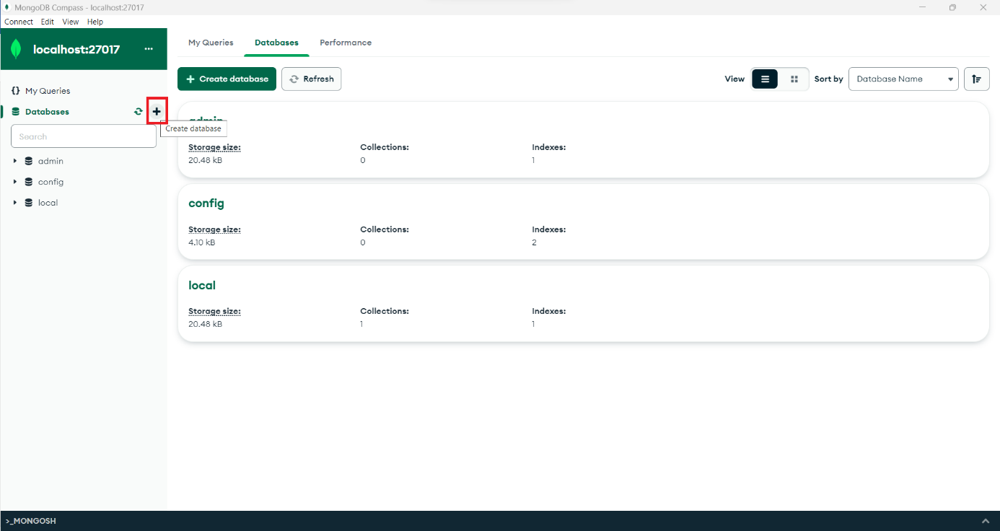 MongoDB Compass - localhost:27017
Connect Edit View Help
localhost:27017 ...
My Queries Databases Performance
+ Create database Refresh View Sort by Database Name
{} My Queries
Databases
Create database
Search
admin
config
local
admin
Storage size: Collections: Indexes:
20.48 kB 0 1
config
Storage size: Collections: Indexes:
4.10 kB 0 2
local
Storage size: Collections: Indexes:
20.48 kB 1 1
>_MONGOSH